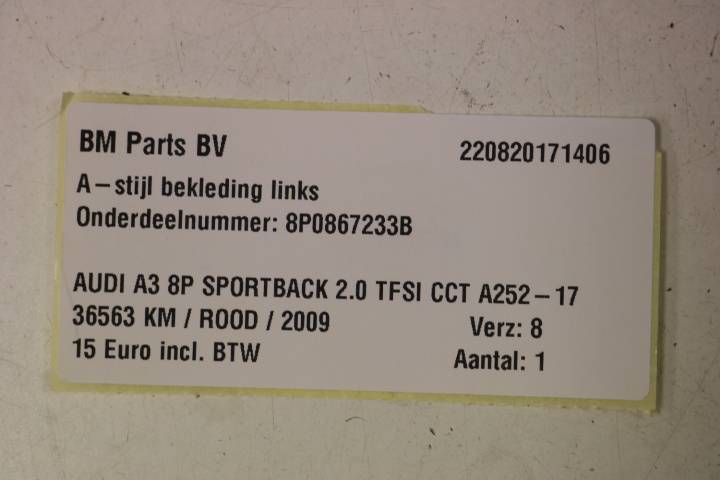 BM Parts BV 220820171406
A-stijl bekleding links
Onderdeelnummer: 8P0867233B
AUDI A3 8P SPORTBACK 2.0 TFSI CCT A252-17
36563 KM / ROOD / 2009 Verz: 8
15 Euro incl. BTW Aantal: 1